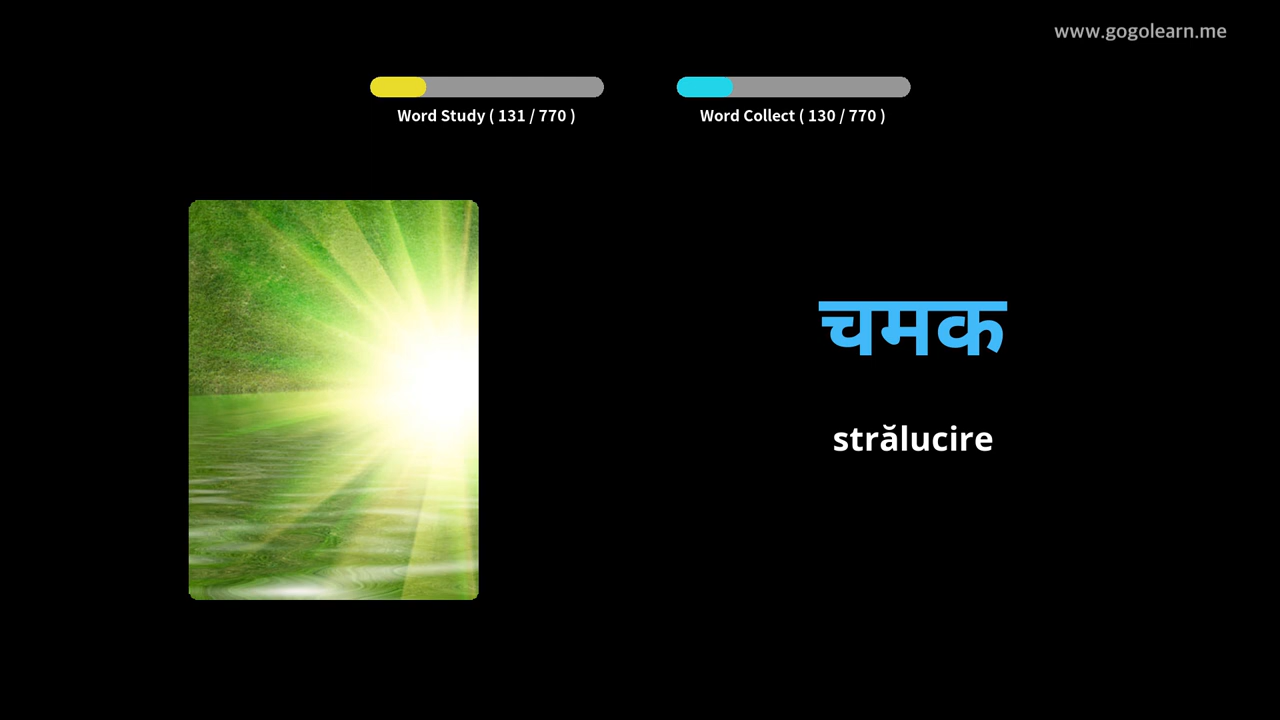 www.gogolearn.me
Word Study ( 131 / 770 )
Word Collect ( 130 / 770 )
चमक
strălucire